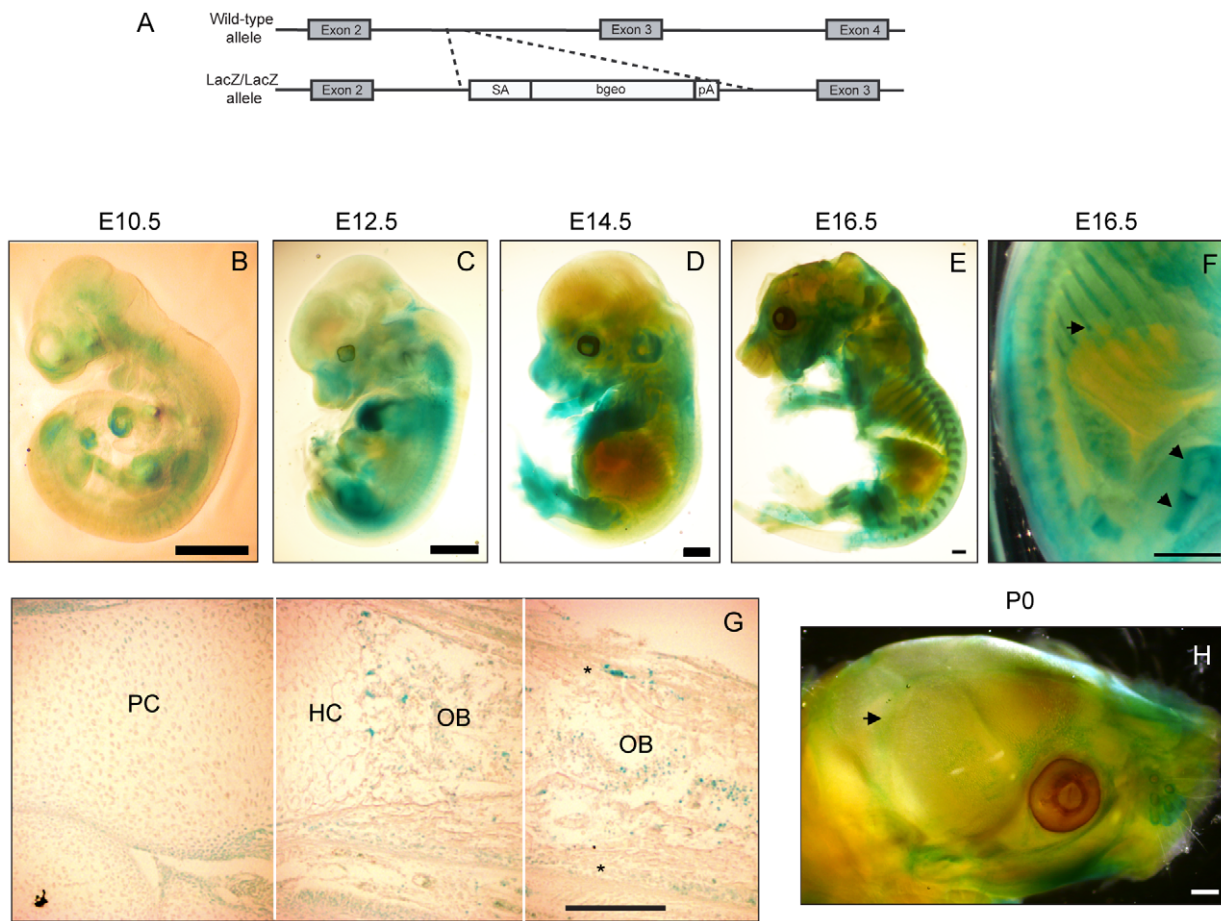 A
Wild-type
allele
Exon 2
Exon 3
Exon 4
LacZ/LacZ
allele
Exon 2
SA
bgeo
pA
Exon 3
E10.5
E12.5
E14.5
E16.5
E16.5
B
C
D
E
F
G
PC
HC
OB
*
OB
*
P0
H